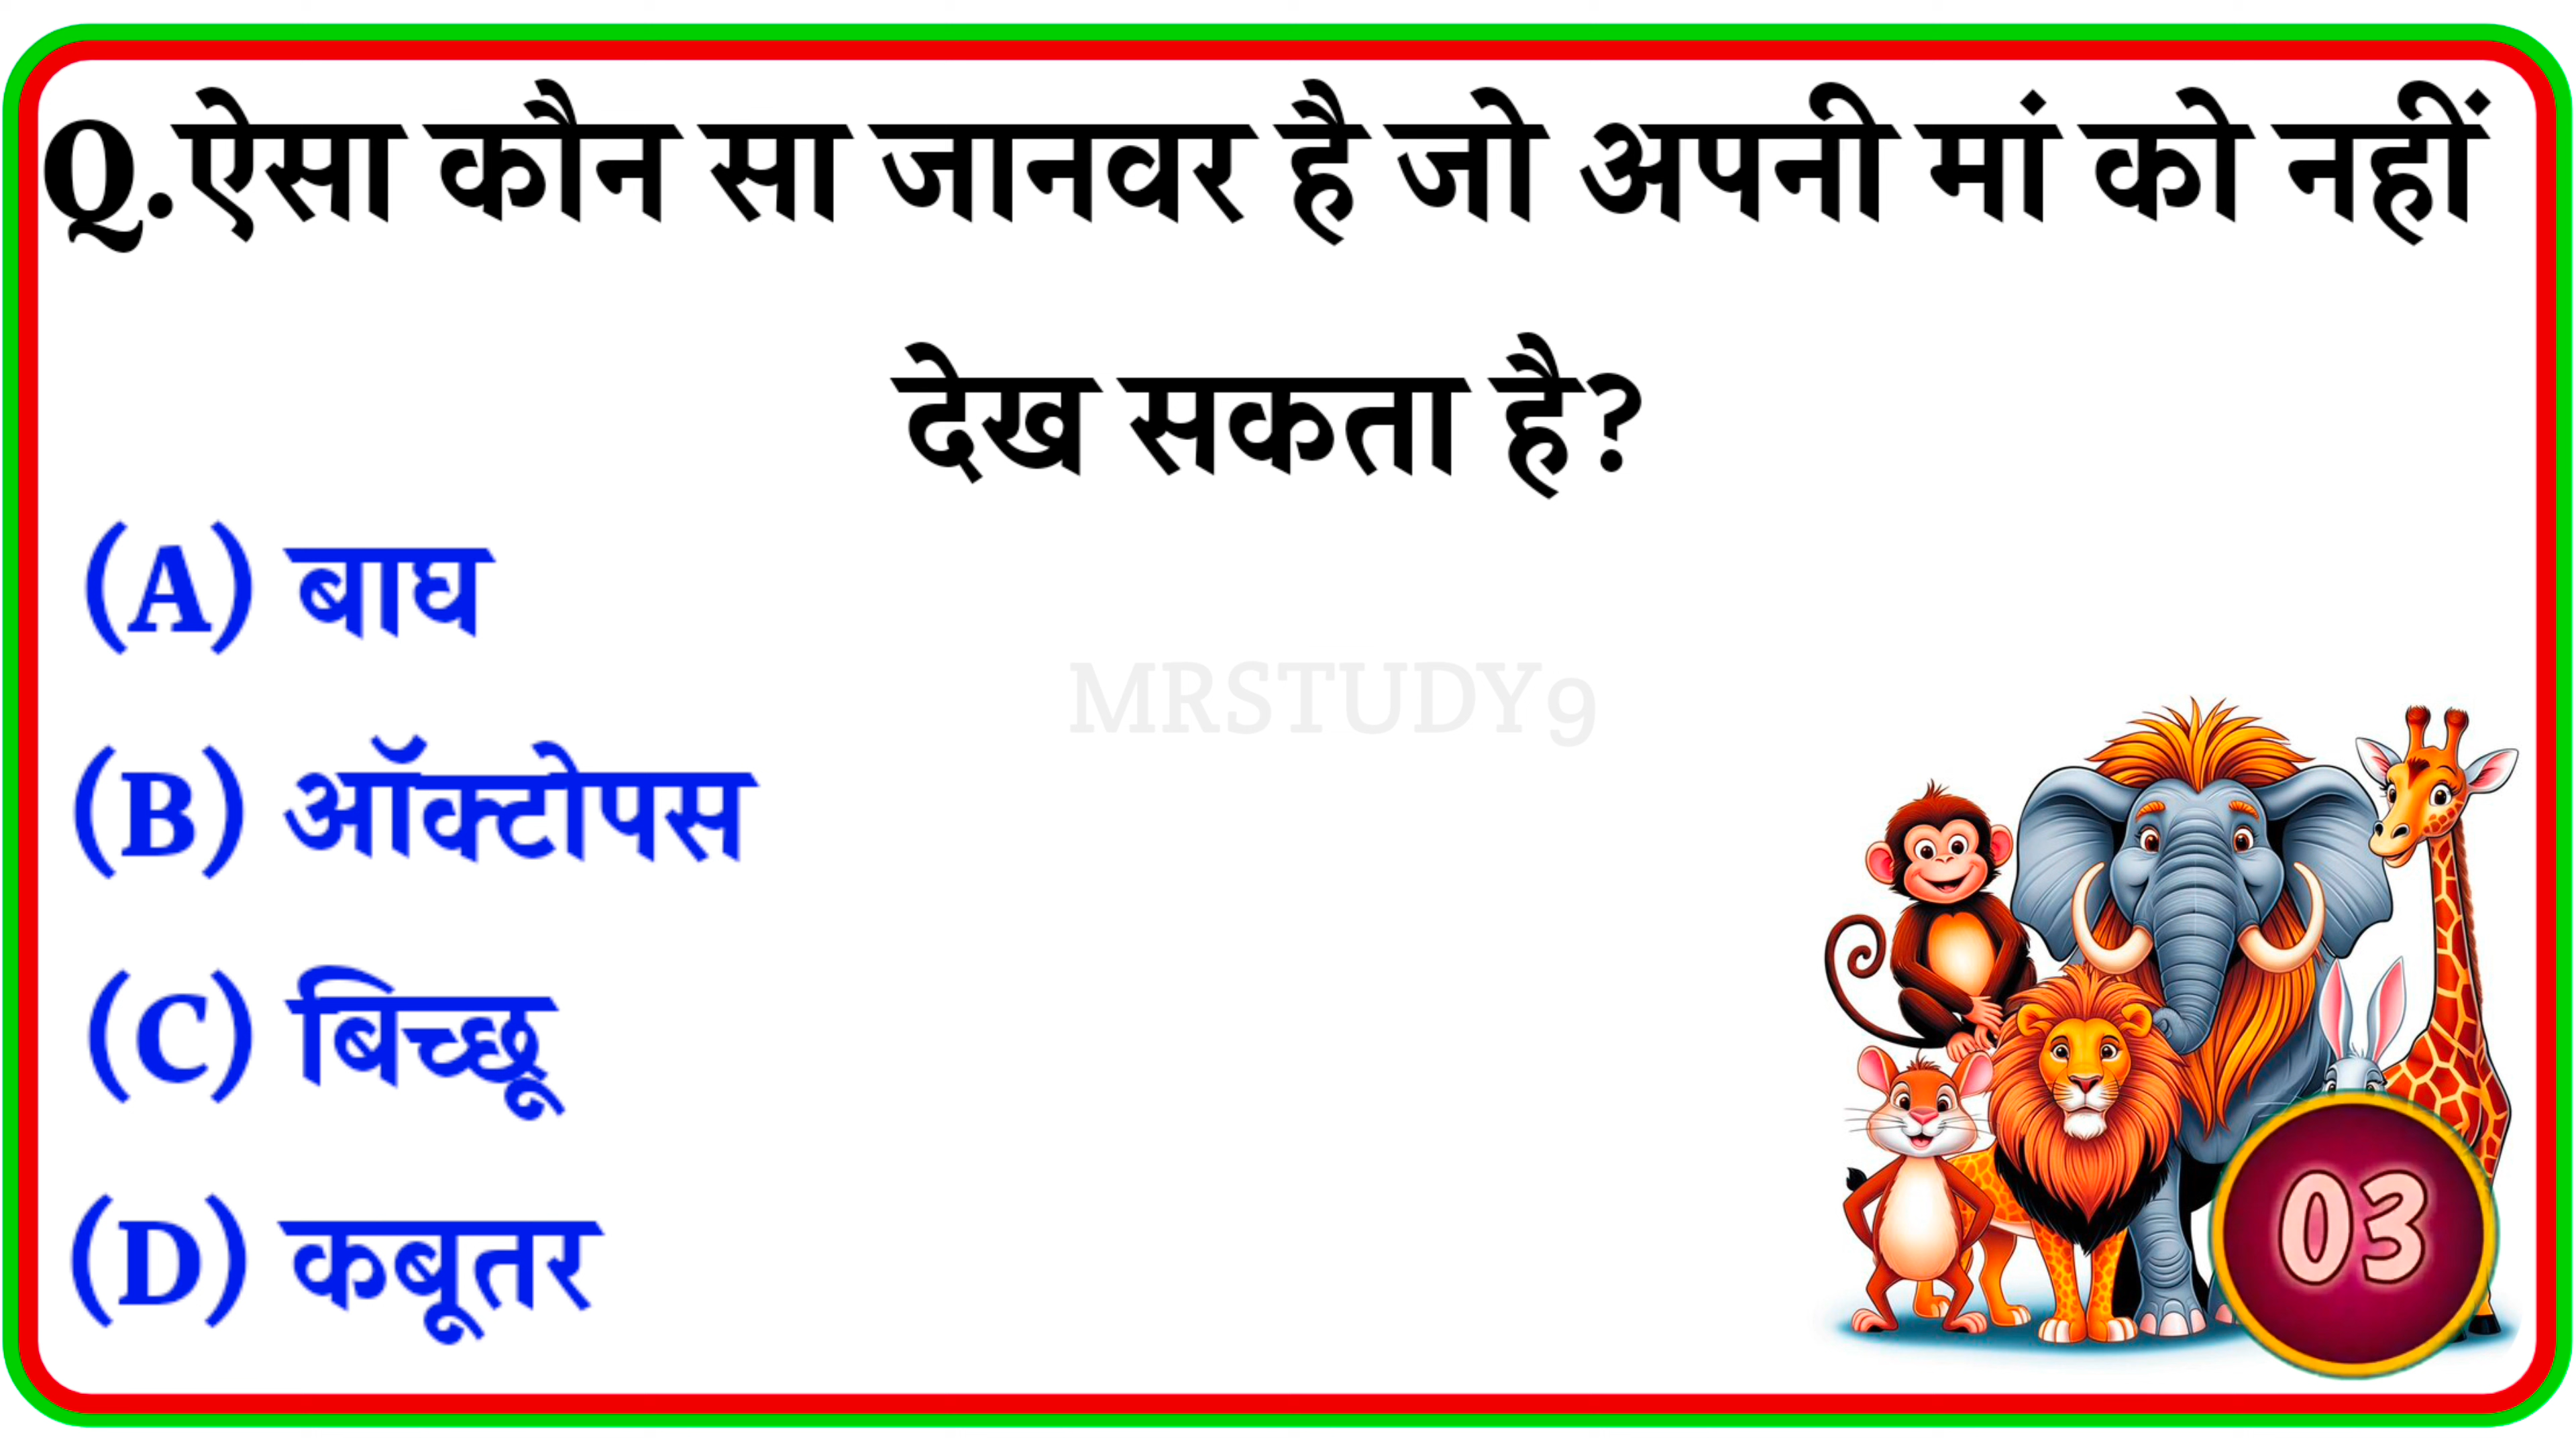 Q.ऐसा कौन सा जानवर है जो अपनी मां को नहीं
देख सकता है?
(A) बाघ
MRSTUDY9
(B) ऑक्टोपस
(C) बिच्छू
(D) कबूतर
03